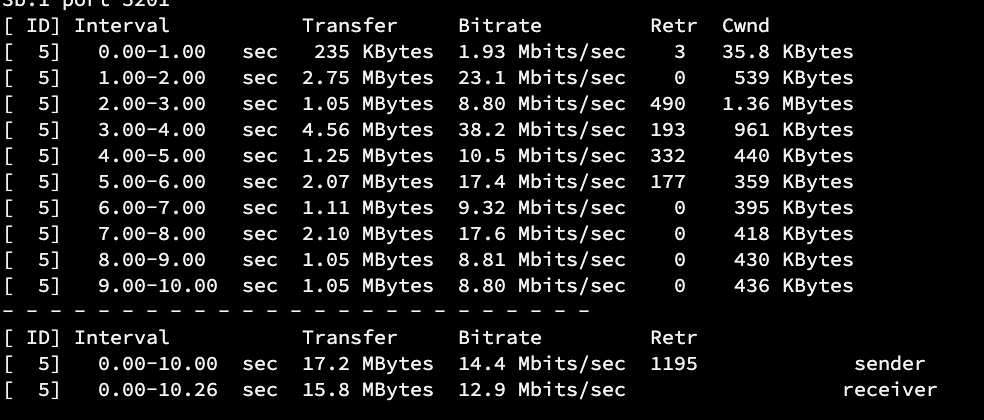 3b.1 port 5201
[ ID] Interval           Transfer     Bitrate         Retr  Cwnd
[  5]   0.00-1.00   sec   235 KBytes  1.93 Mbits/sec    3   35.8 KBytes
[  5]   1.00-2.00   sec  2.75 MBytes  23.1 Mbits/sec    0    539 KBytes
[  5]   2.00-3.00   sec  1.05 MBytes  8.80 Mbits/sec  490   1.36 MBytes
[  5]   3.00-4.00   sec  4.56 MBytes  38.2 Mbits/sec  193    961 KBytes
[  5]   4.00-5.00   sec  1.25 MBytes  10.5 Mbits/sec  332    440 KBytes
[  5]   5.00-6.00   sec  2.07 MBytes  17.4 Mbits/sec  177    359 KBytes
[  5]   6.00-7.00   sec  1.11 MBytes  9.32 Mbits/sec    0    395 KBytes
[  5]   7.00-8.00   sec  2.10 MBytes  17.6 Mbits/sec    0    418 KBytes
[  5]   8.00-9.00   sec  1.05 MBytes  8.81 Mbits/sec    0    430 KBytes
[  5]   9.00-10.00  sec  1.05 MBytes  8.80 Mbits/sec    0    436 KBytes
- - - - - - - - - - - - - - - - - - - - - - - - -
[ ID] Interval           Transfer     Bitrate         Retr
[  5]   0.00-10.00  sec  17.2 MBytes  14.4 Mbits/sec  1195             sender
[  5]   0.00-10.26  sec  15.8 MBytes  12.9 Mbits/sec                  receiver